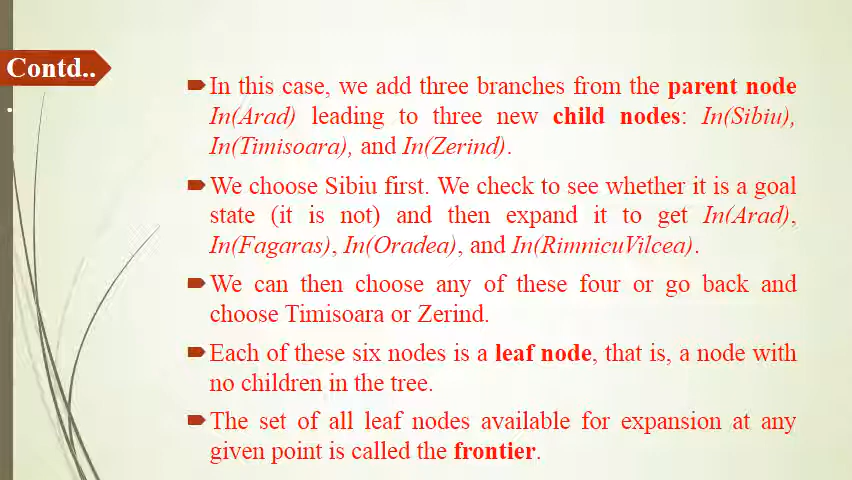 Contd..
.
In this case, we add three branches from the parent node
In(Arad) leading to three new child nodes: In(Sibiu),
In(Timisoara), and In(Zerind).
We choose Sibiu first. We check to see whether it is a goal
state (it is not) and then expand it to get In(Arad),
In(Fagaras), In(Oradea), and In(RimnicuVilcea).
We can then choose any of these four or go back and
choose Timisoara or Zerind.
Each of these six nodes is a leaf node, that is, a node with
no children in the tree.
The set of all leaf nodes available for expansion at any
given point is called the frontier.